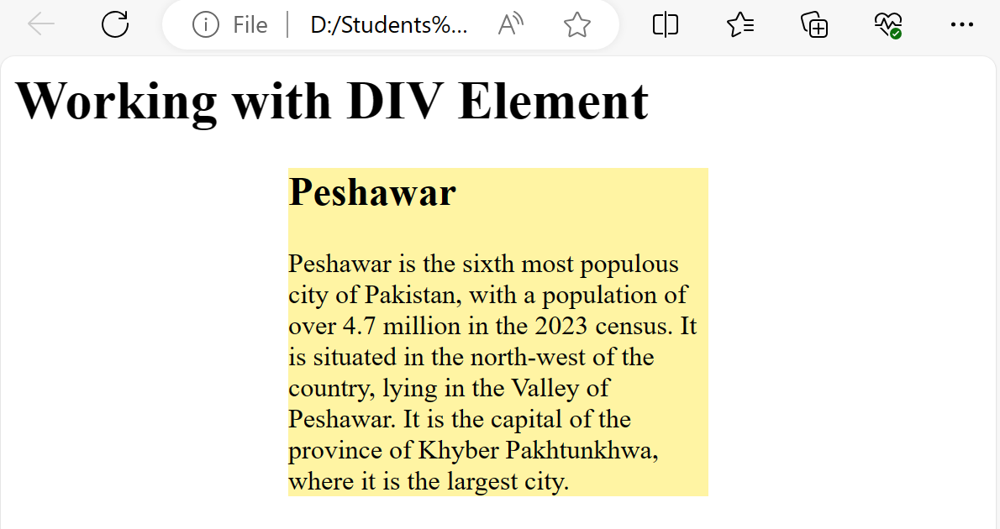 File D:/Students%...
Working with DIV Element
Peshawar
Peshawar is the sixth most populous
city of Pakistan, with a population of
over 4.7 million in the 2023 census. It
is situated in the north-west of the
country, lying in the Valley of
Peshawar. It is the capital of the
province of Khyber Pakhtunkhwa,
where it is the largest city.